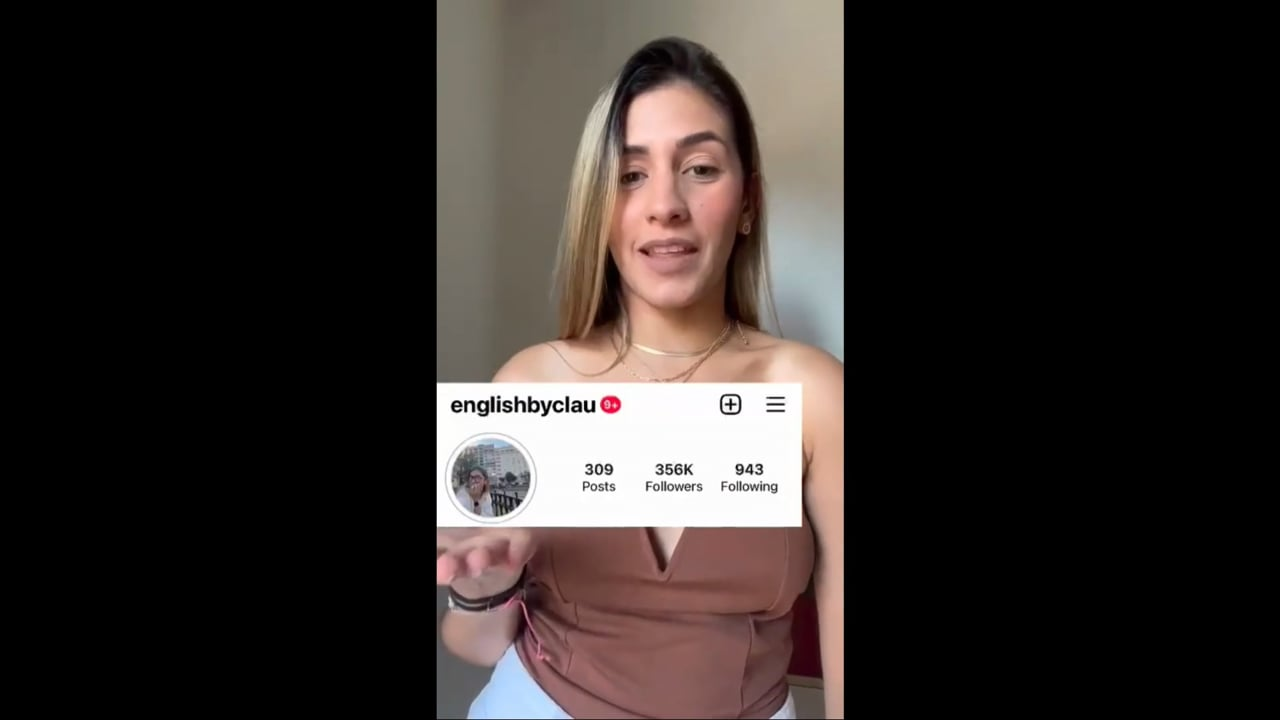 englishbyclau 9+
309 356K 943
Posts Followers Following